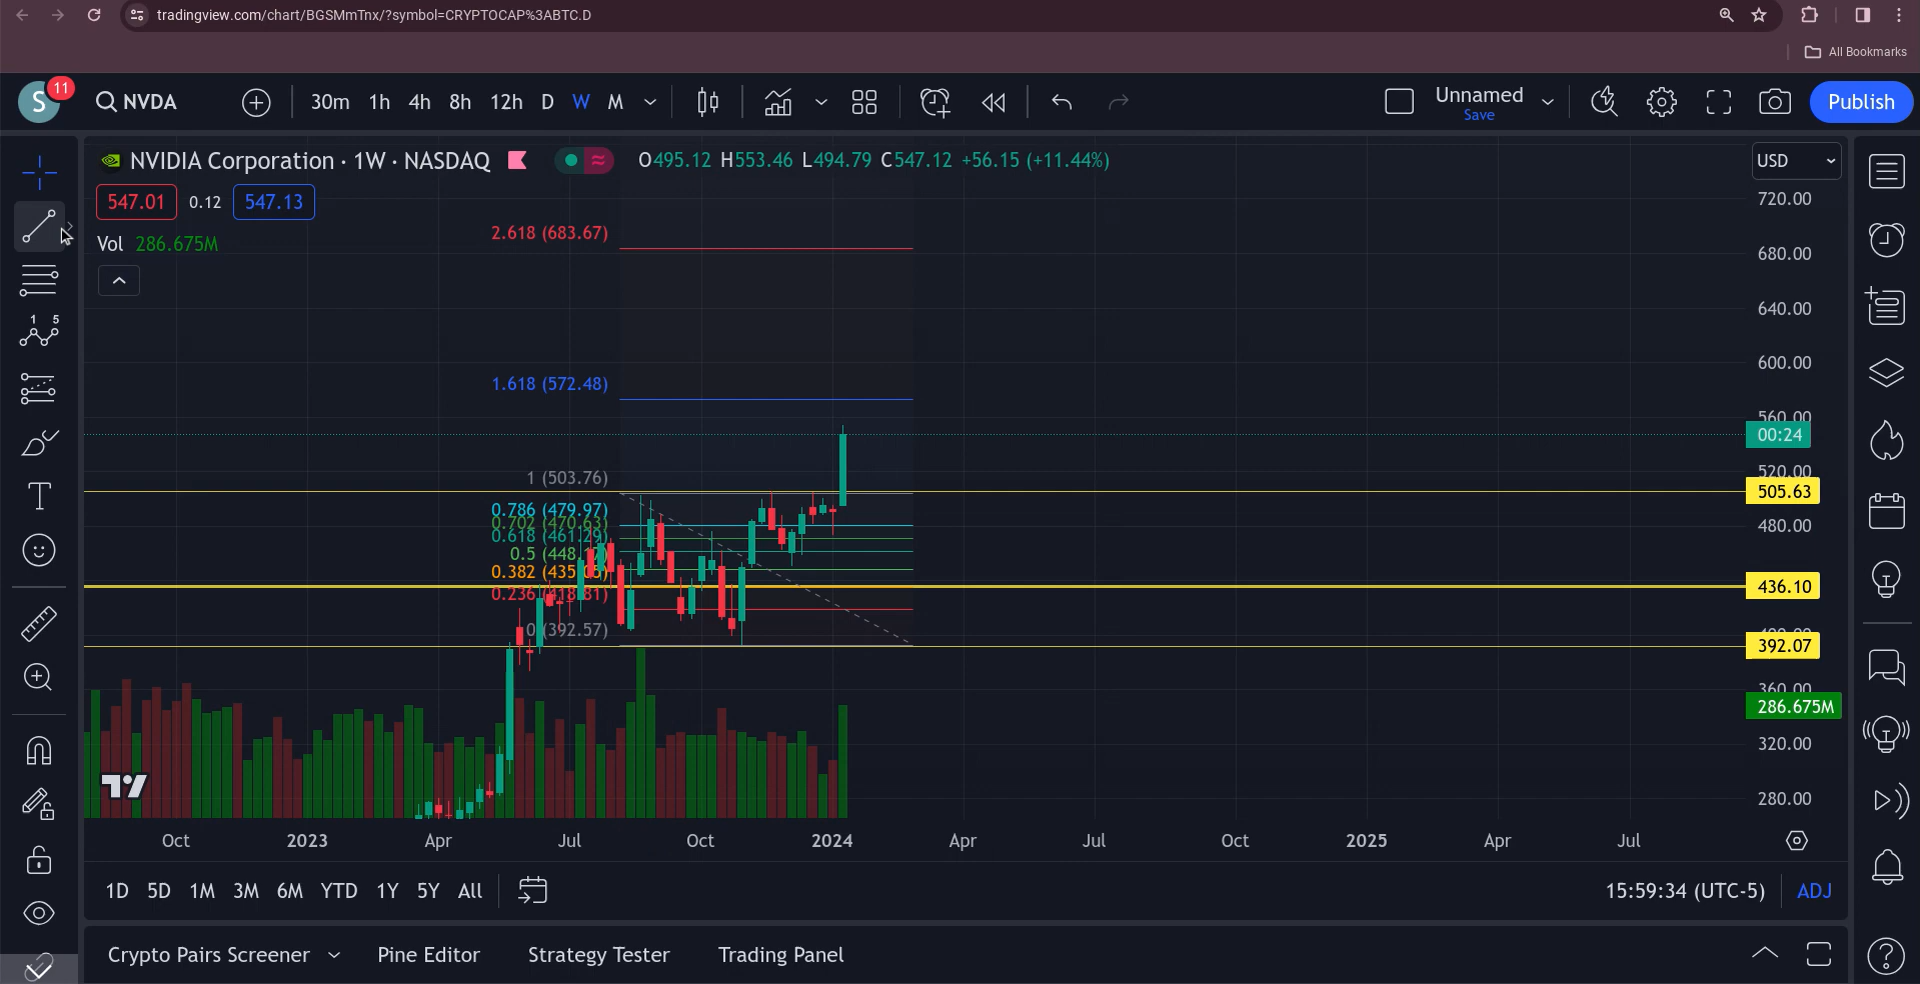 tradingview.com/chart/BGSMmTnx/?symbol=CRYPTOCAP%3ABTC.D
All Bookmarks
S 11 NVDA 30m 1h 4h 8h 12h D W M Unnamed Save Publish
NVIDIA Corporation · 1W · NASDAQ O495.12 H553.46 L494.79 C547.12 +56.15 (+11.44%) USD
547.01 0.12 547.13
Vol 286.675M
2.618 (683.67)
1.618 (572.48)
1 (503.76)
0.786 (479.97)
0.702 (470.63)
0.618 (461.29)
0.5 (448.17)
0.382 (435.05)
0.236 (418.81)
0 (392.57)
720.00
680.00
640.00
600.00
560.00
00:24
520.00
505.63
480.00
436.10
400.00
392.07
360.00
286.675M
320.00
280.00
1 5
T
Oct 2023 Apr Jul Oct 2024 Apr Jul Oct 2025 Apr Jul
1D 5D 1M 3M 6M YTD 1Y 5Y All 15:59:34 (UTC-5) ADJ
Crypto Pairs Screener Pine Editor Strategy Tester Trading Panel